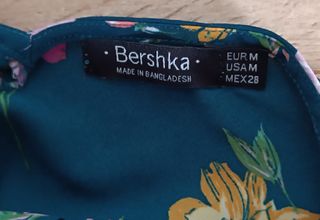 · Bershka ·
MADE IN BANGLADESH
EUR M
USA M
MEX 28